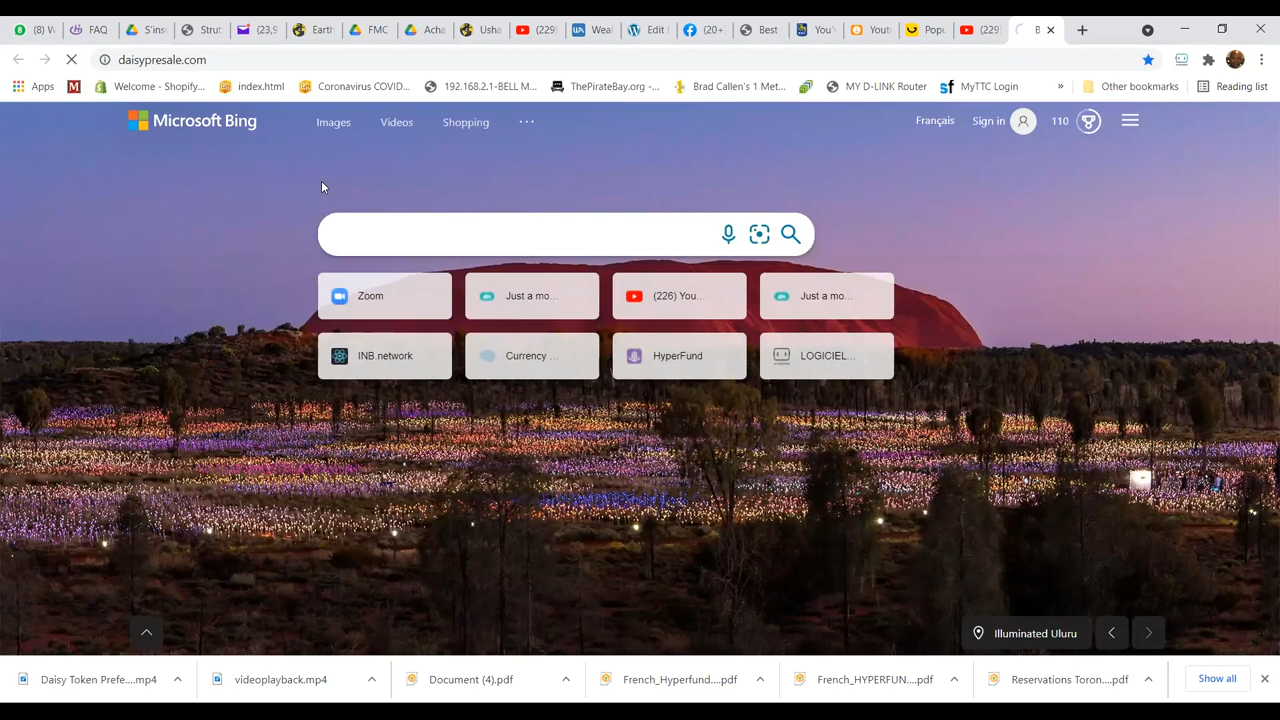 (8) W FAQ S'ins Strut (23,9 Earth FMC Acha Usha (229 Weal Edit (20+ Best You' Yout Popu (229 B
daisypresale.com
Apps Welcome - Shopify... index.html Coronavirus COVID... 192.168.2.1-BELL M... ThePirateBay.org -... Brad Callen's 1 Met... MY D-LINK Router MyTTC Login » Other bookmarks Reading list
Microsoft Bing Images Videos Shopping ... Français Sign in 110
Zoom Just a mo... (226) You... Just a mo...
INB.network Currency ... HyperFund LOGICIEL...
Illuminated Uluru
Daisy Token Prefe....mp4 videoplayback.mp4 Document (4).pdf French_Hyperfund....pdf French_HYPERFUN....pdf Reservations Toron....pdf Show all